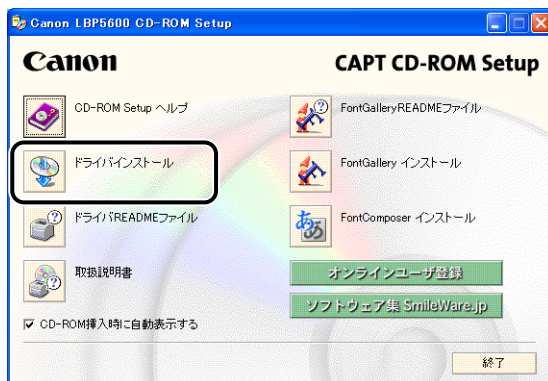 Canon LBP5600 CD-ROM Setup
Canon
CAPT CD-ROM Setup
CD-ROM Setup ヘルプ
ドライバインストール
ドライバREADMEファイル
取扱説明書
CD-ROM挿入時に自動表示する
FontGalleryREADMEファイル
FontGallery インストール
あぁ
FontComposer インストール
オンラインユーザ登録
ソフトウェア集 SmileWare.jp
終了